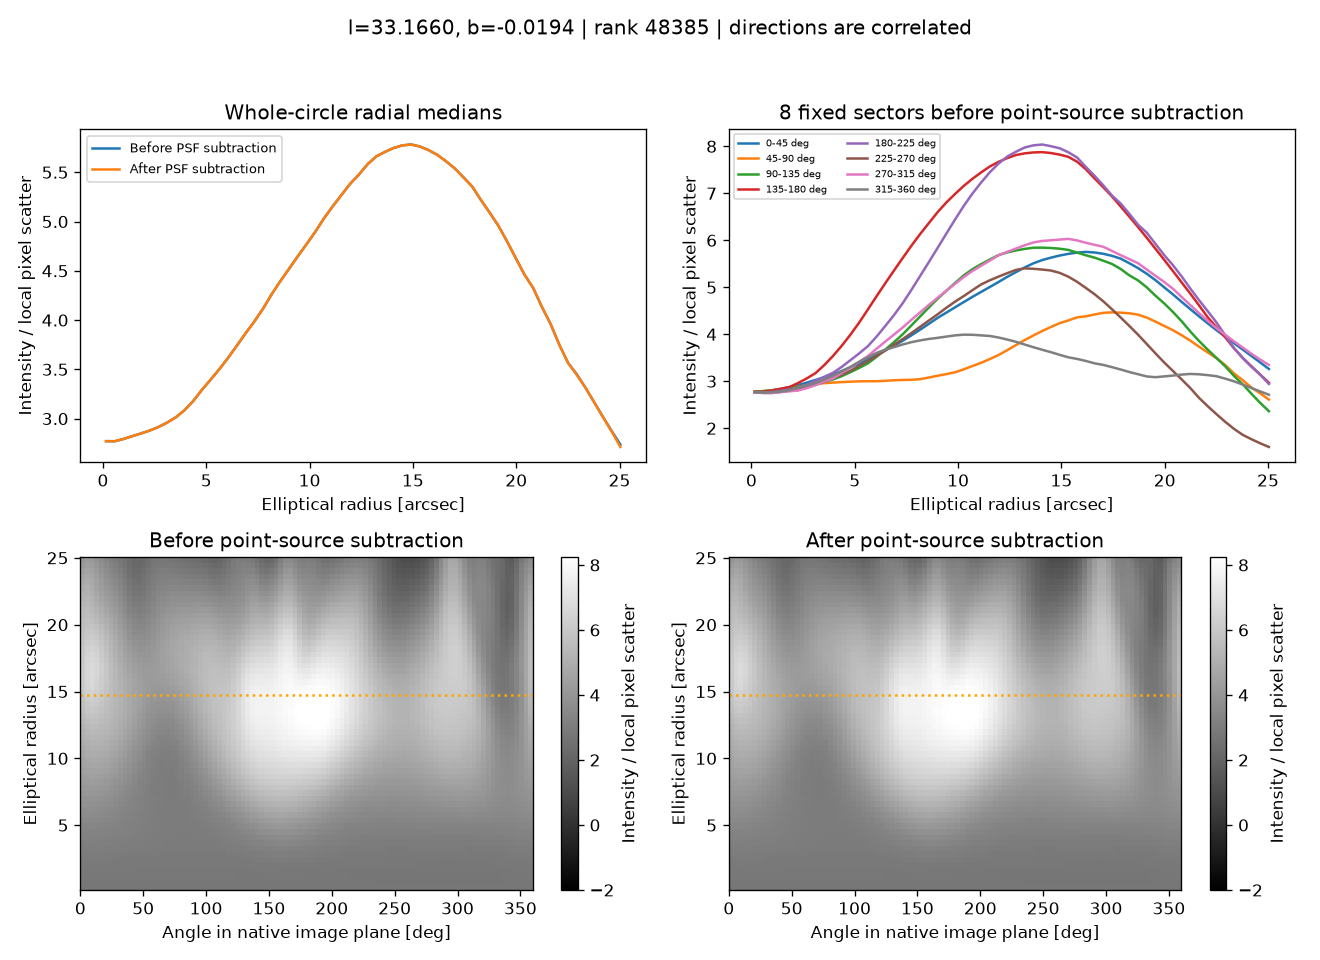 l=33.1660, b=-0.0194 | rank 48385 | directions are correlated
Whole-circle radial medians
Before PSF subtraction
After PSF subtraction
5.5
5.0
4.5
4.0
3.5
3.0
Intensity / local pixel scatter
0 5 10 15 20 25
Elliptical radius [arcsec]
8 fixed sectors before point-source subtraction
0-45 deg
45-90 deg
90-135 deg
135-180 deg
180-225 deg
225-270 deg
270-315 deg
315-360 deg
8
7
6
5
4
3
2
Intensity / local pixel scatter
0 5 10 15 20 25
Elliptical radius [arcsec]
Before point-source subtraction
25
20
15
10
5
Elliptical radius [arcsec]
0 50 100 150 200 250 300 350
Angle in native image plane [deg]
8
6
4
2
0
−2
Intensity / local pixel scatter
After point-source subtraction
25
20
15
10
5
Elliptical radius [arcsec]
0 50 100 150 200 250 300 350
Angle in native image plane [deg]
8
6
4
2
0
−2
Intensity / local pixel scatter